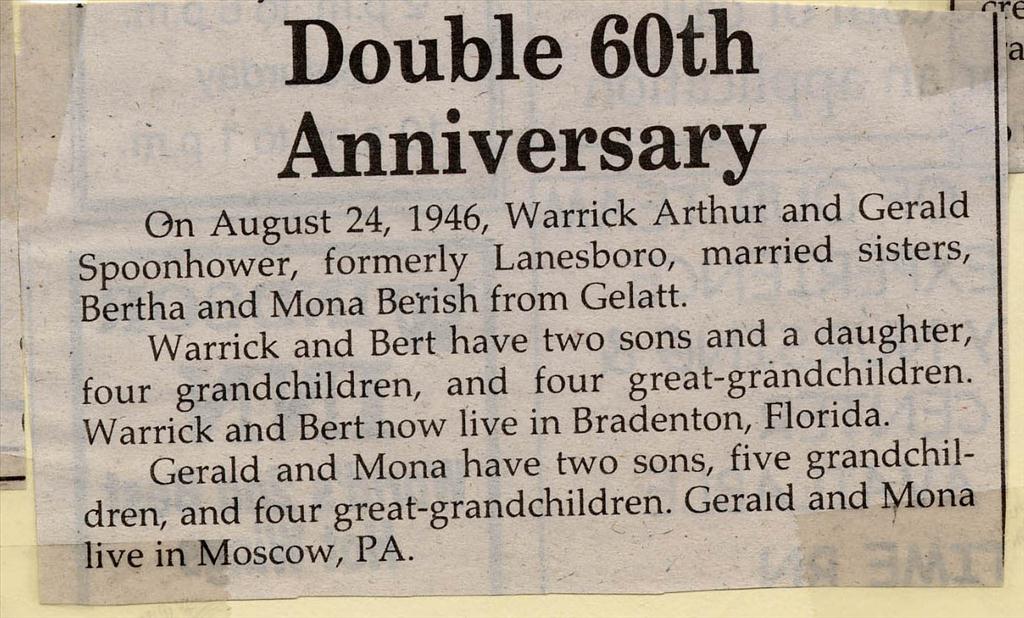 Double 60th
Anniversary
On August 24, 1946, Warrick Arthur and Gerald
Spoonhower, formerly Lanesboro, married sisters,
Bertha and Mona Berish from Gelatt.
Warrick and Bert have two sons and a daughter,
four grandchildren, and four great-grandchildren.
Warrick and Bert now live in Bradenton, Florida.
Gerald and Mona have two sons, five grandchil-
dren, and four great-grandchildren. Gerald and Mona
live in Moscow, PA.